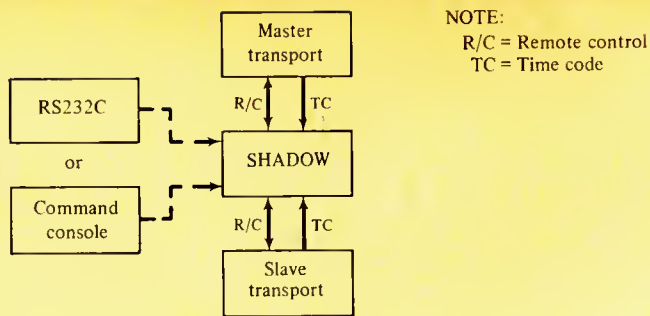 NOTE:
R/C = Remote control
TC = Time code
Master
transport
R/C
TC
RS232C
or
SHADOW
Command
console
R/C
TC
Slave
transport